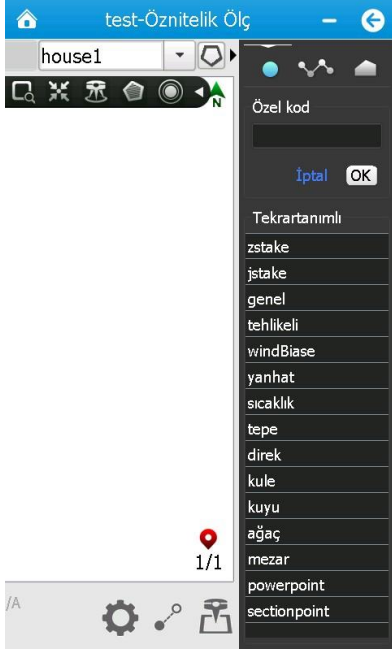 test-Öznitelik Ölç
house1
N
Özel kod
İptal OK
Tekrartanımlı
zstake
jstake
genel
tehlikeli
windBiase
yanhat
sıcaklık
tepe
direk
kule
kuyu
ağaç
mezar
powerpoint
sectionpoint
1/1
/A